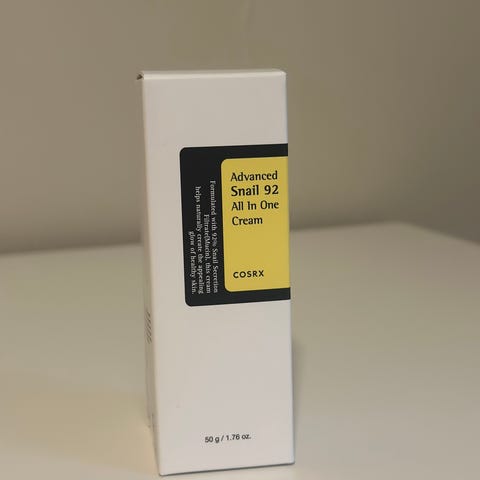 Advanced
Snail 92
All In One
Cream
COSRX
Formulated with 92% Snail Secretion
Filtrate(Mucin), this cream
helps naturally create the appealing
glow of healthy skin.
50 g / 1.76 oz.